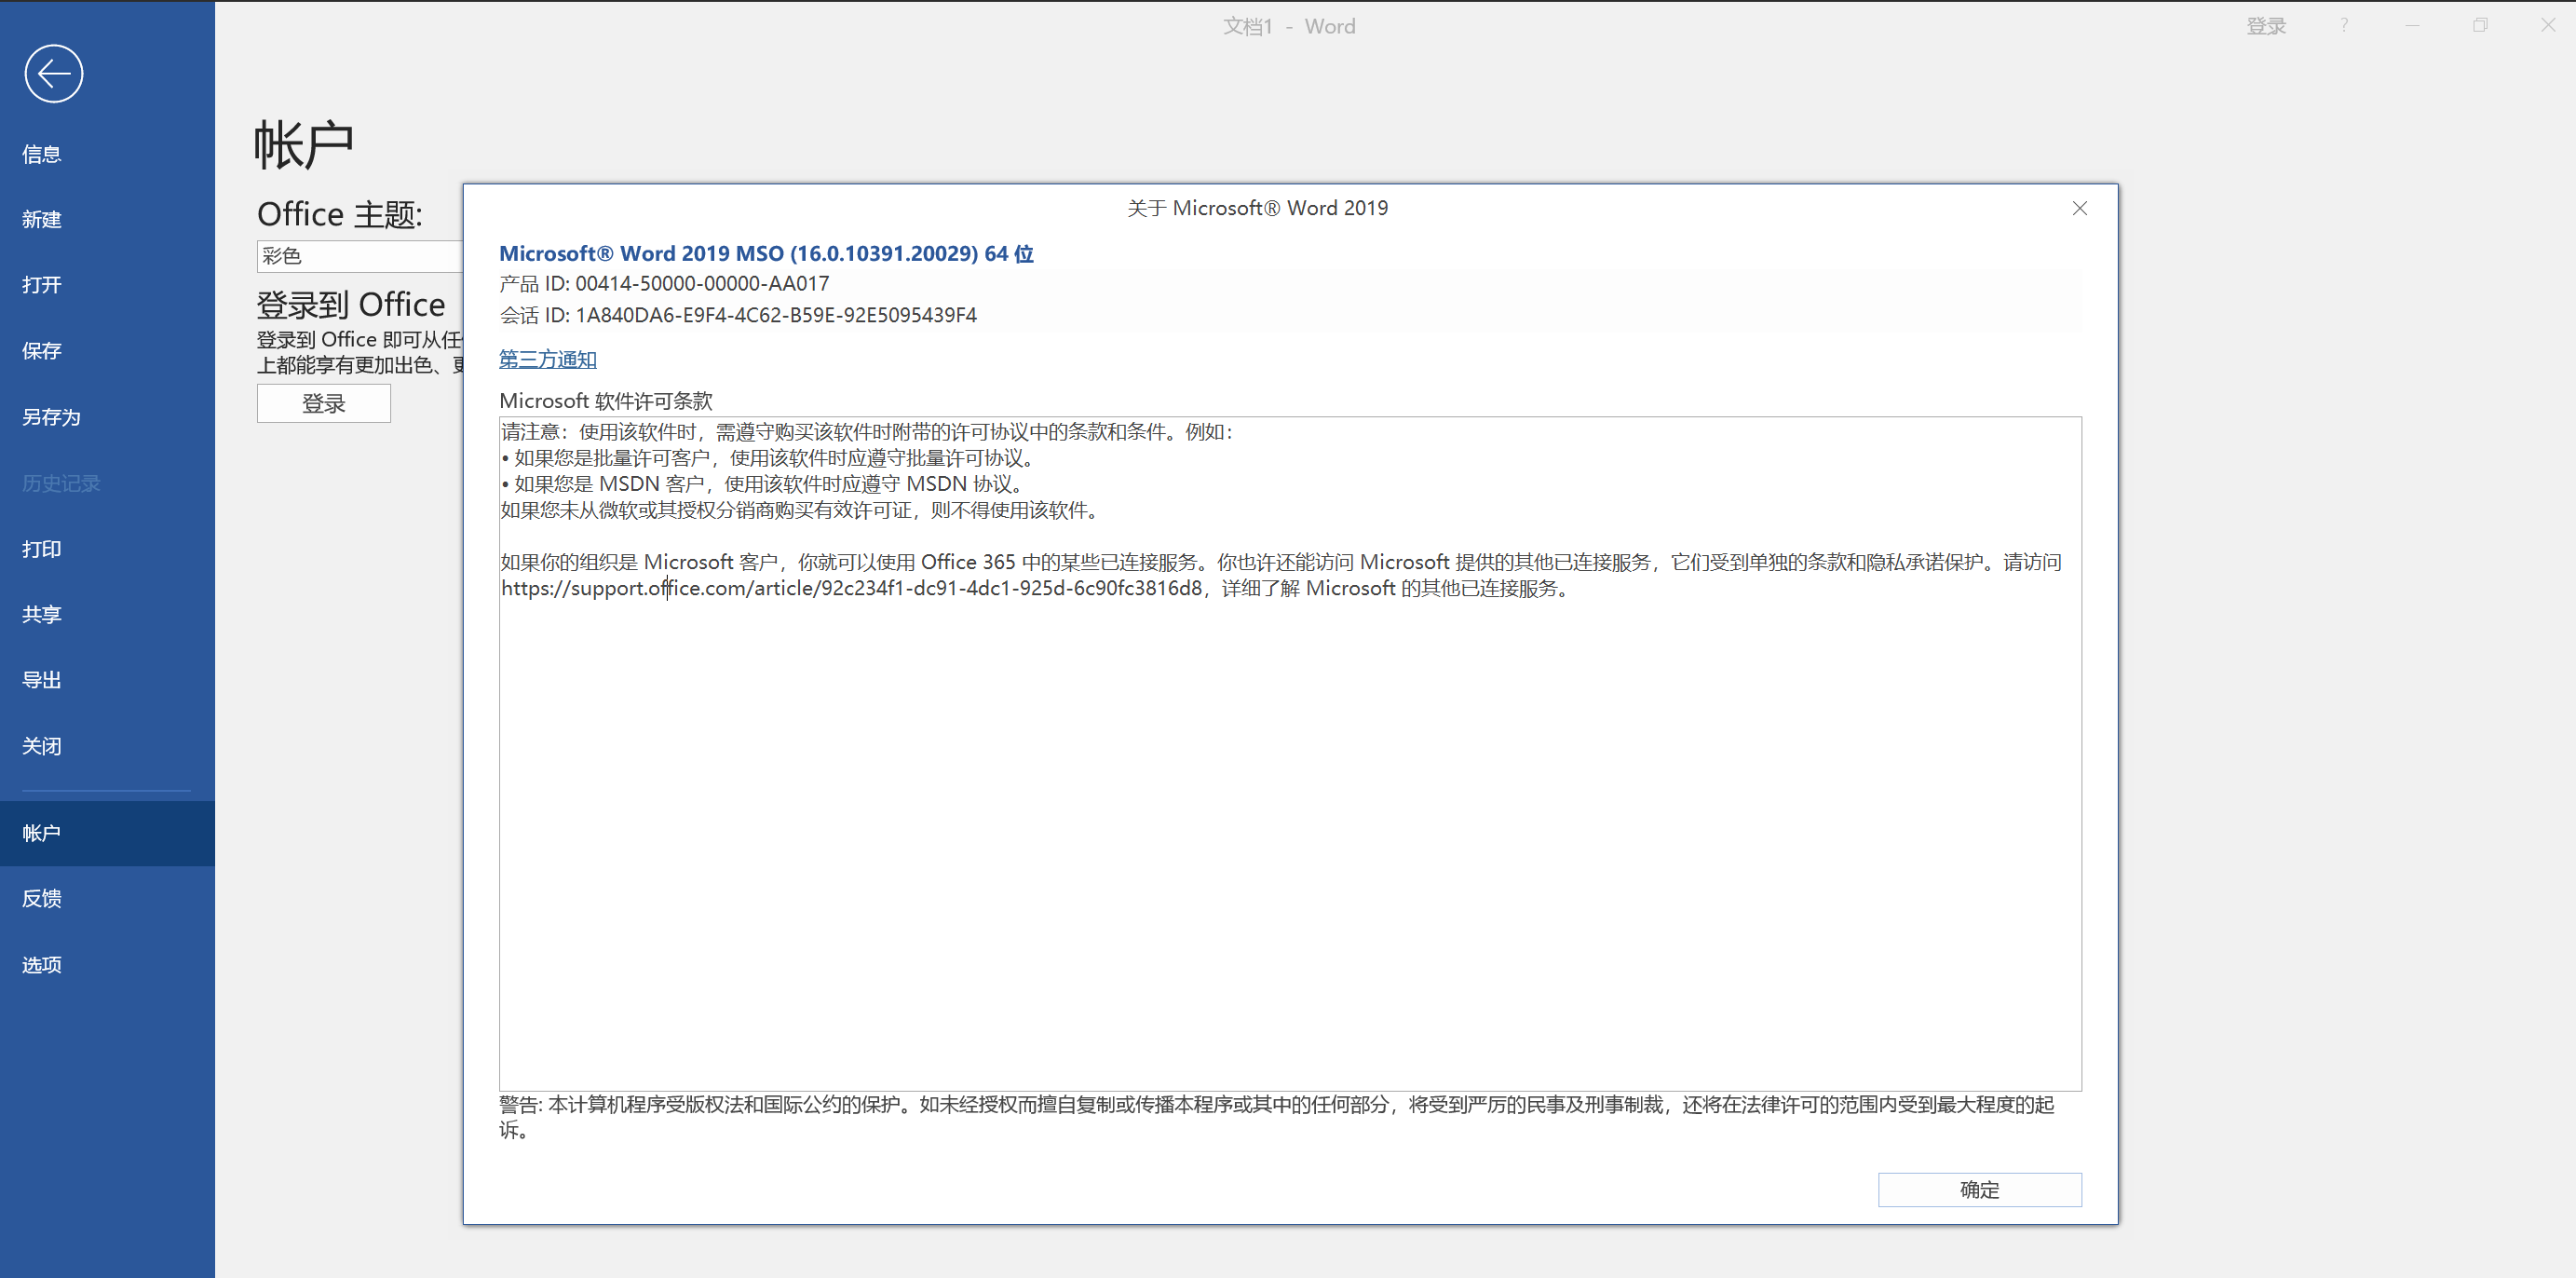 文档1 - Word
登录
?
信息
新建
打开
保存
另存为
历史记录
打印
共享
导出
关闭
帐户
反馈
选项
帐户
Office 主题:
彩色
登录到 Office
登录到 Office 即可从任
上都能享有更加出色、
登录
关于 Microsoft® Word 2019
Microsoft® Word 2019 MSO (16.0.10391.20029) 64 位
产品 ID: 00414-50000-00000-AA017
会话 ID: 1A840DA6-E9F4-4C62-B59E-92E5095439F4
第三方通知
Microsoft 软件许可条款
请注意：使用该软件时，需遵守购买该软件时附带的许可协议中的条款和条件。例如：
• 如果您是批量许可客户，使用该软件时应遵守批量许可协议。
• 如果您是 MSDN 客户，使用该软件时应遵守 MSDN 协议。
如果您未从微软或其授权分销商购买有效许可证，则不得使用该软件。
如果你的组织是 Microsoft 客户，你就可以使用 Office 365 中的某些已连接服务。你也许还能访问 Microsoft 提供的其他已连接服务，它们受到单独的条款和隐私承诺保护。请访问
https://support.office.com/article/92c234f1-dc91-4dc1-925d-6c90fc3816d8，详细了解 Microsoft 的其他已连接服务。
警告: 本计算机程序受版权法和国际公约的保护。如未经授权而擅自复制或传播本程序或其中的任何部分，将受到严厉的民事及刑事制裁，还将在法律许可的范围内受到最大程度的起
诉。
确定